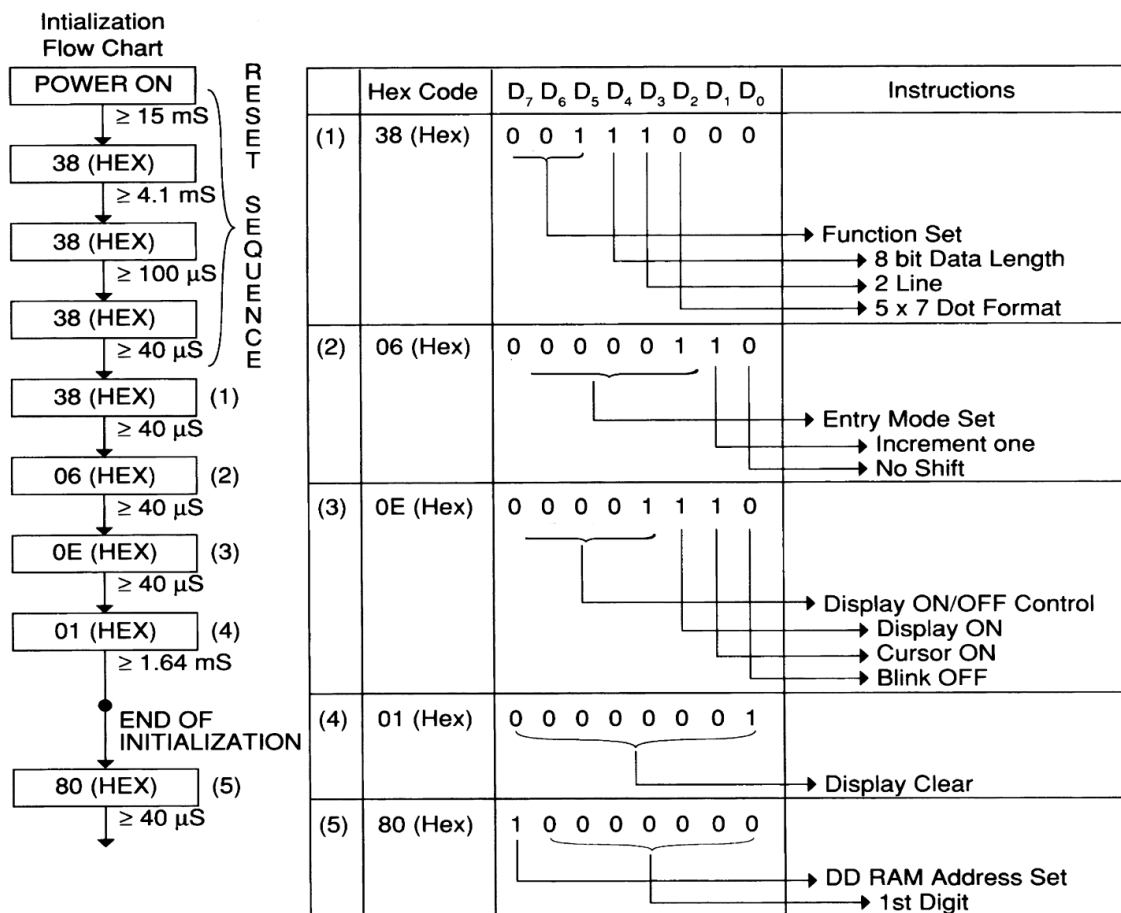 Intialization
Flow Chart
POWER ON
≥ 15 mS
38 (HEX)
≥ 4.1 mS
38 (HEX)
≥ 100 μS
38 (HEX)
≥ 40 μS
RESET SEQUENCE
38 (HEX) (1)
≥ 40 μS
06 (HEX) (2)
≥ 40 μS
0E (HEX) (3)
≥ 40 μS
01 (HEX) (4)
≥ 1.64 mS
END OF
INITIALIZATION
80 (HEX) (5)
≥ 40 μS
Hex Code D7 D6 D5 D4 D3 D2 D1 D0 Instructions
(1) 38 (Hex) 0 0 1 1 1 0 0 0
Function Set
8 bit Data Length
2 Line
5 x 7 Dot Format
(2) 06 (Hex) 0 0 0 0 0 1 1 0
Entry Mode Set
Increment one
No Shift
(3) 0E (Hex) 0 0 0 0 1 1 1 0
Display ON/OFF Control
Display ON
Cursor ON
Blink OFF
(4) 01 (Hex) 0 0 0 0 0 0 0 1
Display Clear
(5) 80 (Hex) 1 0 0 0 0 0 0 0
DD RAM Address Set
1st Digit